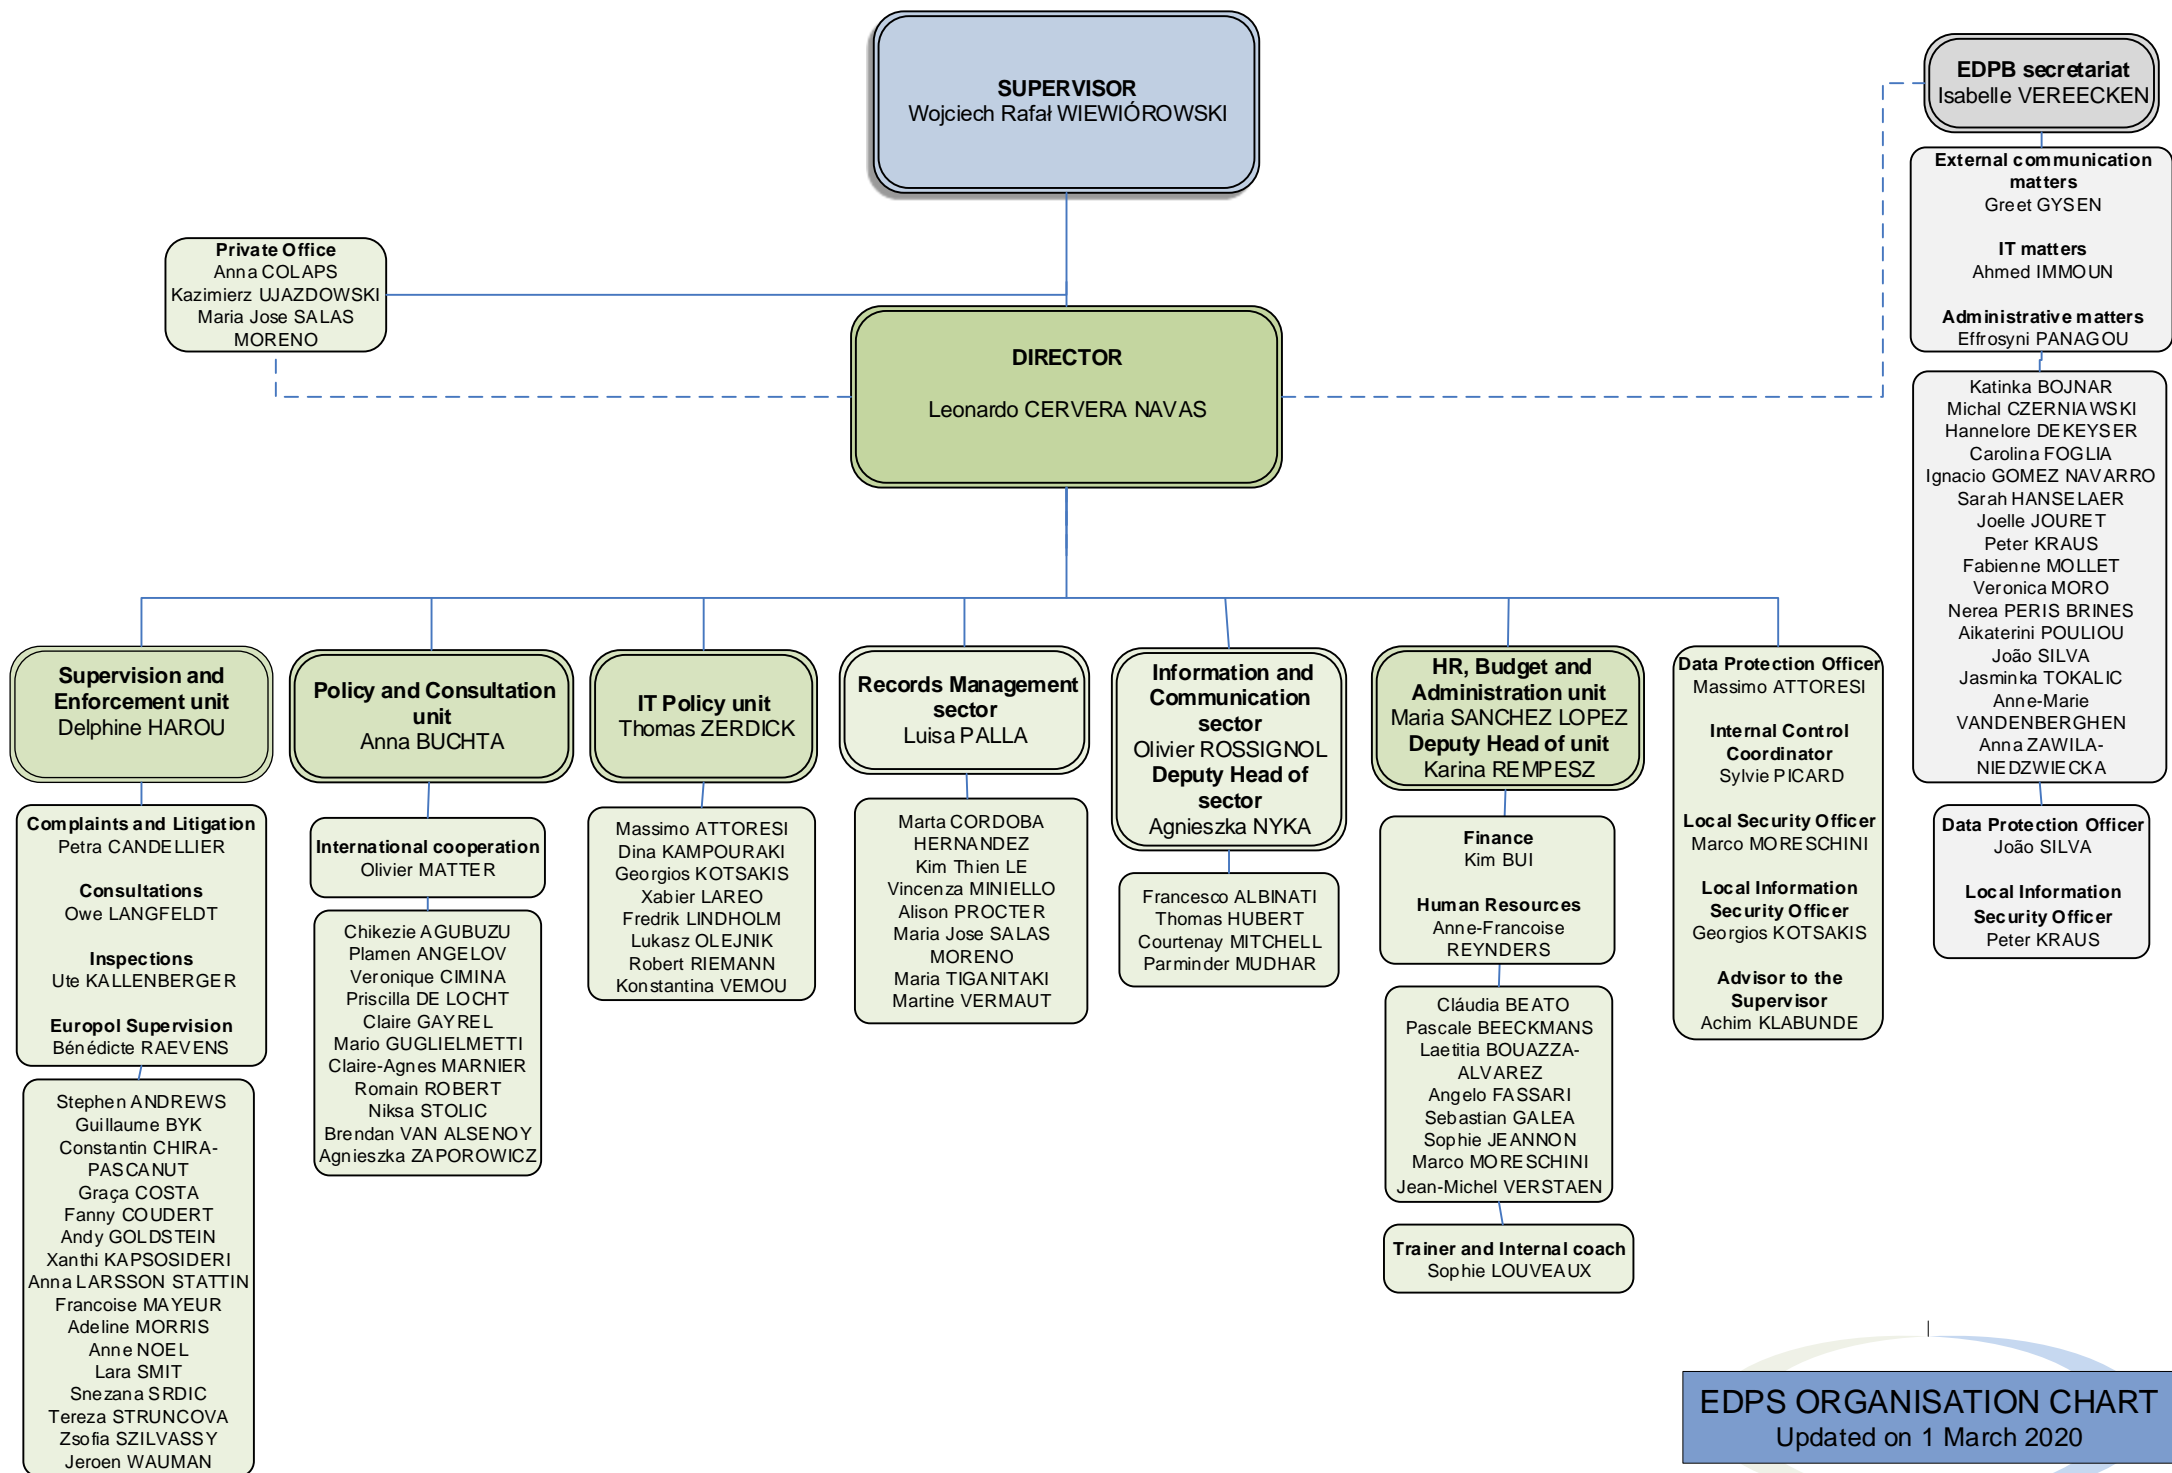 SUPERVISOR
Wojciech Rafał WIEWIÓROWSKI
EDPB secretariat
Isabelle VEREECKEN
External communication
matters
Greet GYSEN
IT matters
Ahmed IMMOUN
Administrative matters
Effrosyni PANAGOU
Private Office
Anna COLAPS
Kazimierz UJAZDOWSKI
Maria Jose SALAS
MORENO
DIRECTOR
Leonardo CERVERA NAVAS
Katinka BOJNAR
Michal CZERNIAWSKI
Hannelore DEKEYSER
Carolina FOGLIA
Ignacio GOMEZ NAVARRO
Sarah HANSELAER
Joelle JOURET
Peter KRAUS
Fabienne MOLLET
Veronica MORO
Nerea PERIS BRINES
Aikaterini POULIOU
João SILVA
Jasminka TOKALIC
Anne-Marie
VANDENBERGHEN
Anna ZAWILA-
NIEDZWIECKA
Data Protection Officer
João SILVA
Local Information
Security Officer
Peter KRAUS
Supervision and
Enforcement unit
Delphine HAROU
Complaints and Litigation
Petra CANDELLIER
Consultations
Owe LANGFELDT
Inspections
Ute KALLENBERGER
Europol Supervision
Bénédicte RAEVENS
Stephen ANDREWS
Guillaume BYK
Constantin CHIRA-
PASCANUT
Graça COSTA
Fanny COUDERT
Andy GOLDSTEIN
Xanthi KAPSOSIDERI
Anna LARSSON STATTIN
Francoise MAYEUR
Adeline MORRIS
Anne NOEL
Lara SMIT
Snezana SRDIC
Tereza STRUNCOVA
Zsofia SZILVASSY
Jeroen WAUMAN
Policy and Consultation
unit
Anna BUCHTA
International cooperation
Olivier MATTER
Chikezie AGUBUZU
Plamen ANGELOV
Veronique CIMINA
Priscilla DE LOCHT
Claire GAYREL
Mario GUGLIELMETTI
Claire-Agnes MARNIER
Romain ROBERT
Niksa STOLIC
Brendan VAN ALSENOY
Agnieszka ZAPOROWICZ
IT Policy unit
Thomas ZERDICK
Massimo ATTORESI
Dina KAMPOURAKI
Georgios KOTSAKIS
Xabier LAREO
Fredrik LINDHOLM
Lukasz OLEJNIK
Robert RIEMANN
Konstantina VEMOU
Records Management
sector
Luisa PALLA
Marta CORDOBA
HERNANDEZ
Kim Thien LE
Vincenza MINIELLO
Alison PROCTER
Maria Jose SALAS
MORENO
Maria TIGANITAKI
Martine VERMAUT
Information and
Communication
sector
Olivier ROSSIGNOL
Deputy Head of
sector
Agnieszka NYKA
Francesco ALBINATI
Thomas HUBERT
Courtenay MITCHELL
Parminder MUDHAR
HR, Budget and
Administration unit
Maria SANCHEZ LOPEZ
Deputy Head of unit
Karina REMPESZ
Finance
Kim BUI
Human Resources
Anne-Francoise
REYNDERS
Cláudia BEATO
Pascale BEECKMANS
Laetitia BOUAZZA-
ALVAREZ
Angelo FASSARI
Sebastian GALEA
Sophie JEANNON
Marco MORESCHINI
Jean-Michel VERSTAEN
Trainer and Internal coach
Sophie LOUVEAUX
Data Protection Officer
Massimo ATTORESI
Internal Control
Coordinator
Sylvie PICARD
Local Security Officer
Marco MORESCHINI
Local Information
Security Officer
Georgios KOTSAKIS
Advisor to the
Supervisor
Achim KLABUNDE
EDPS ORGANISATION CHART
Updated on 1 March 2020